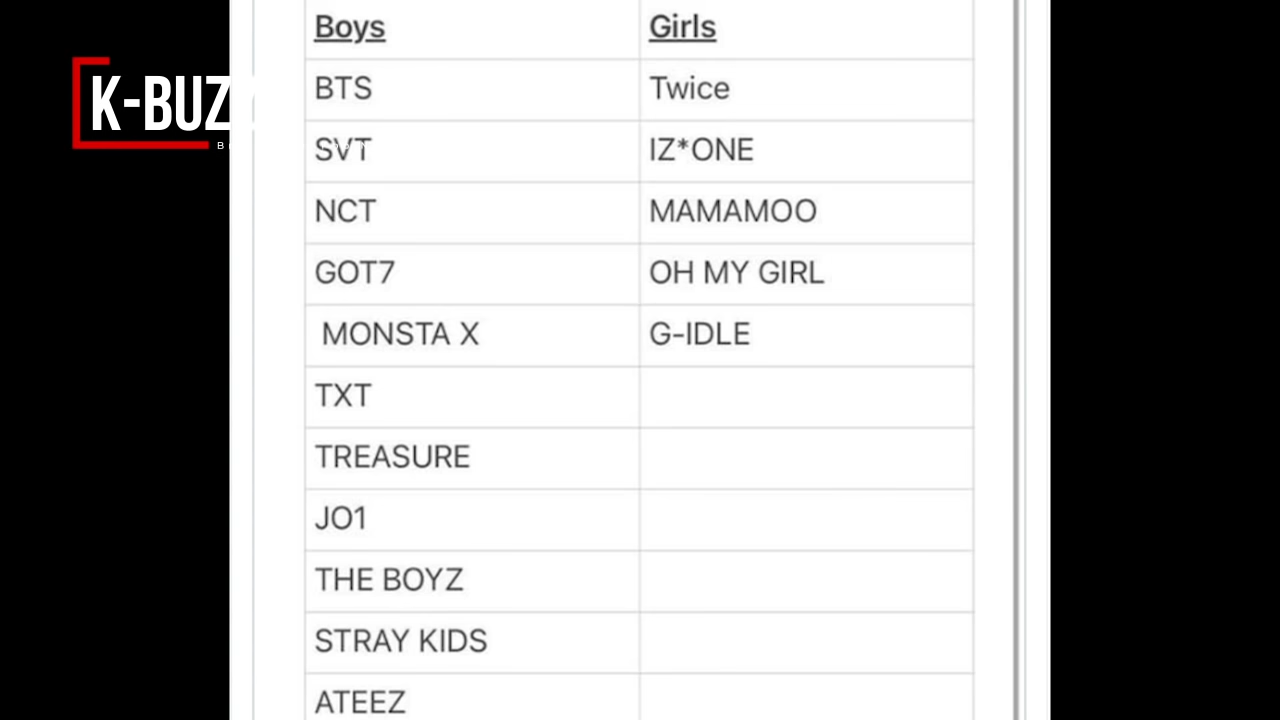 Boys Girls
K-BUZ
BTS Twice
SVT IZ*ONE
NCT MAMAMOO
GOT7 OH MY GIRL
MONSTA X G-IDLE
TXT
TREASURE
JO1
THE BOYZ
STRAY KIDS
ATEEZ